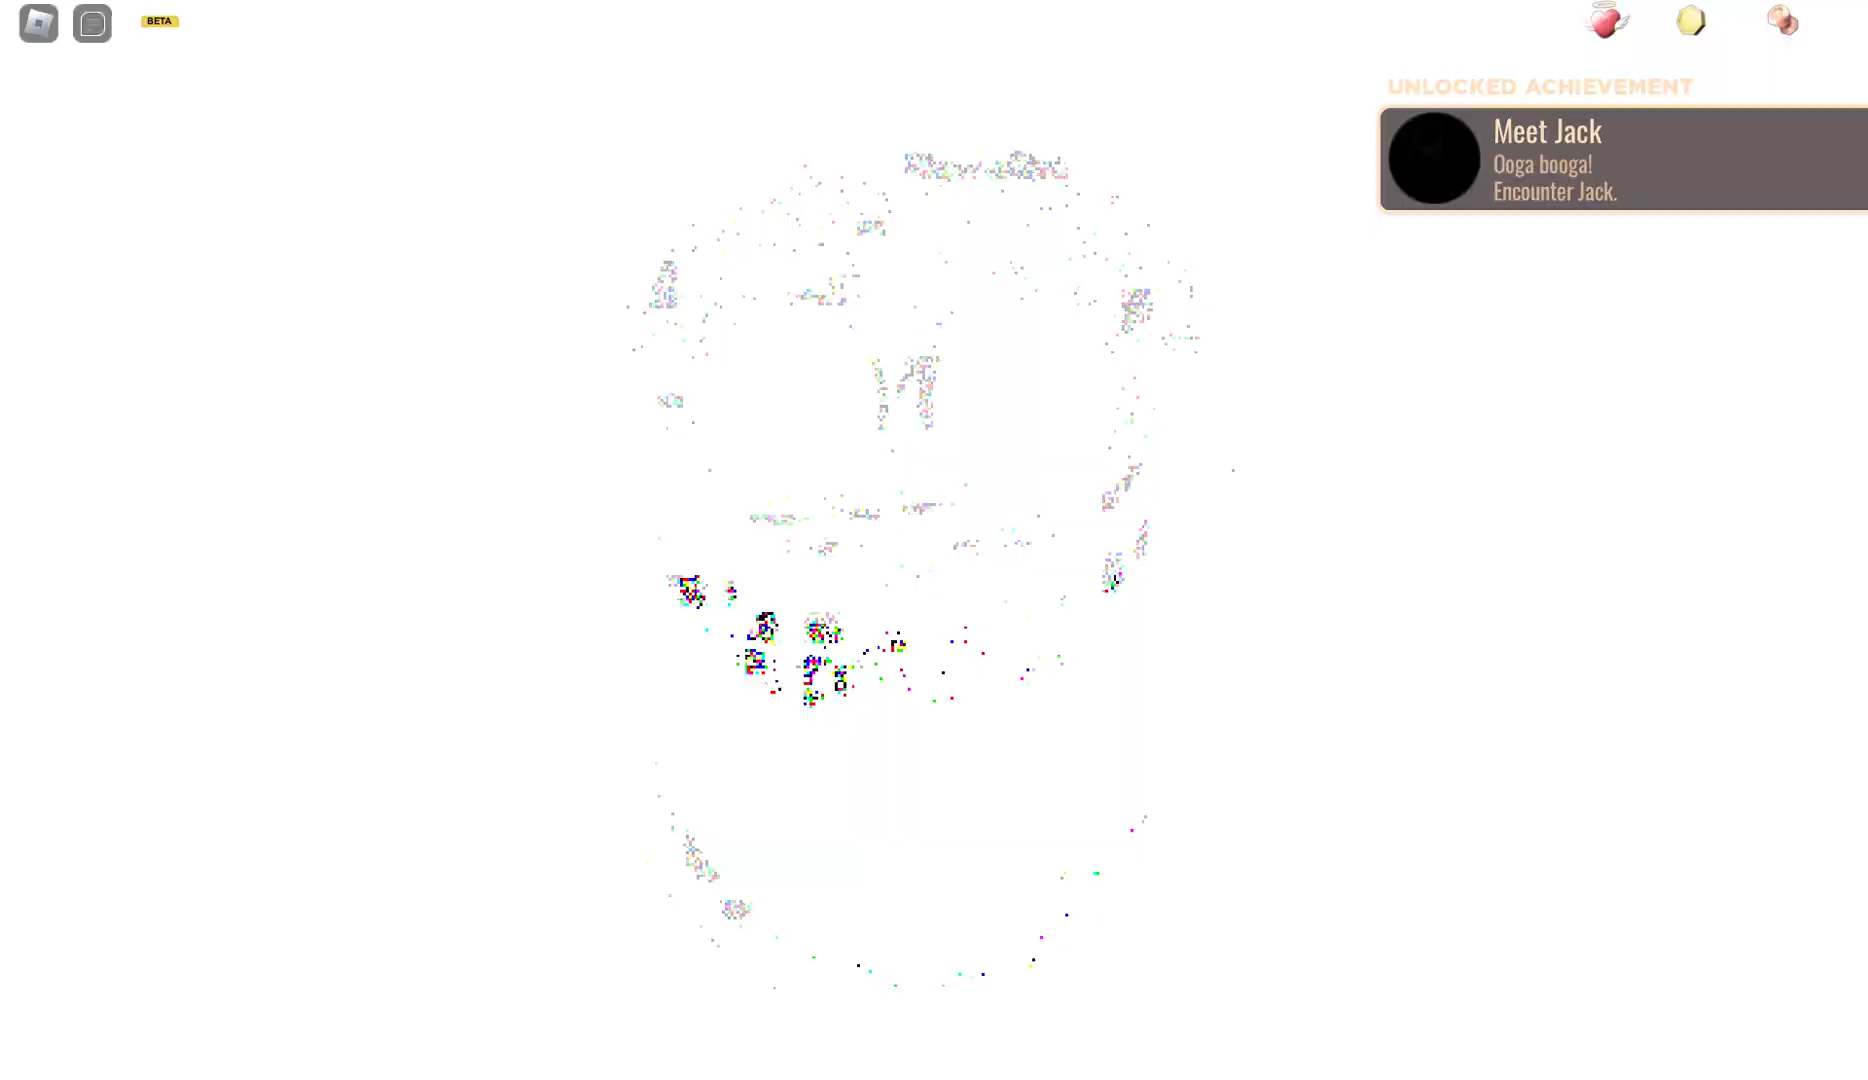 BETA
UNLOCKED ACHIEVEMENT
Meet Jack
Ooga booga!
Encounter Jack.